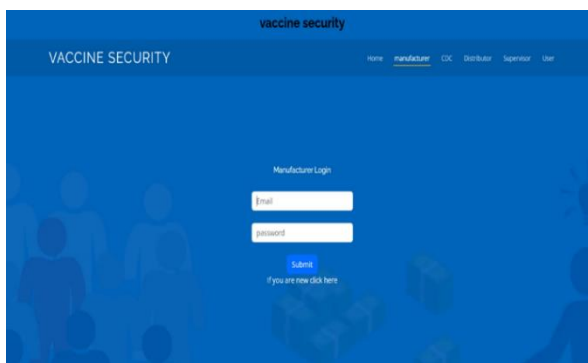 vaccine security
VACCINE SECURITY
Home manufacturer CDC Distributor Supervisor User
Manufacturer Login
Email
password
Submit
If you are new click here